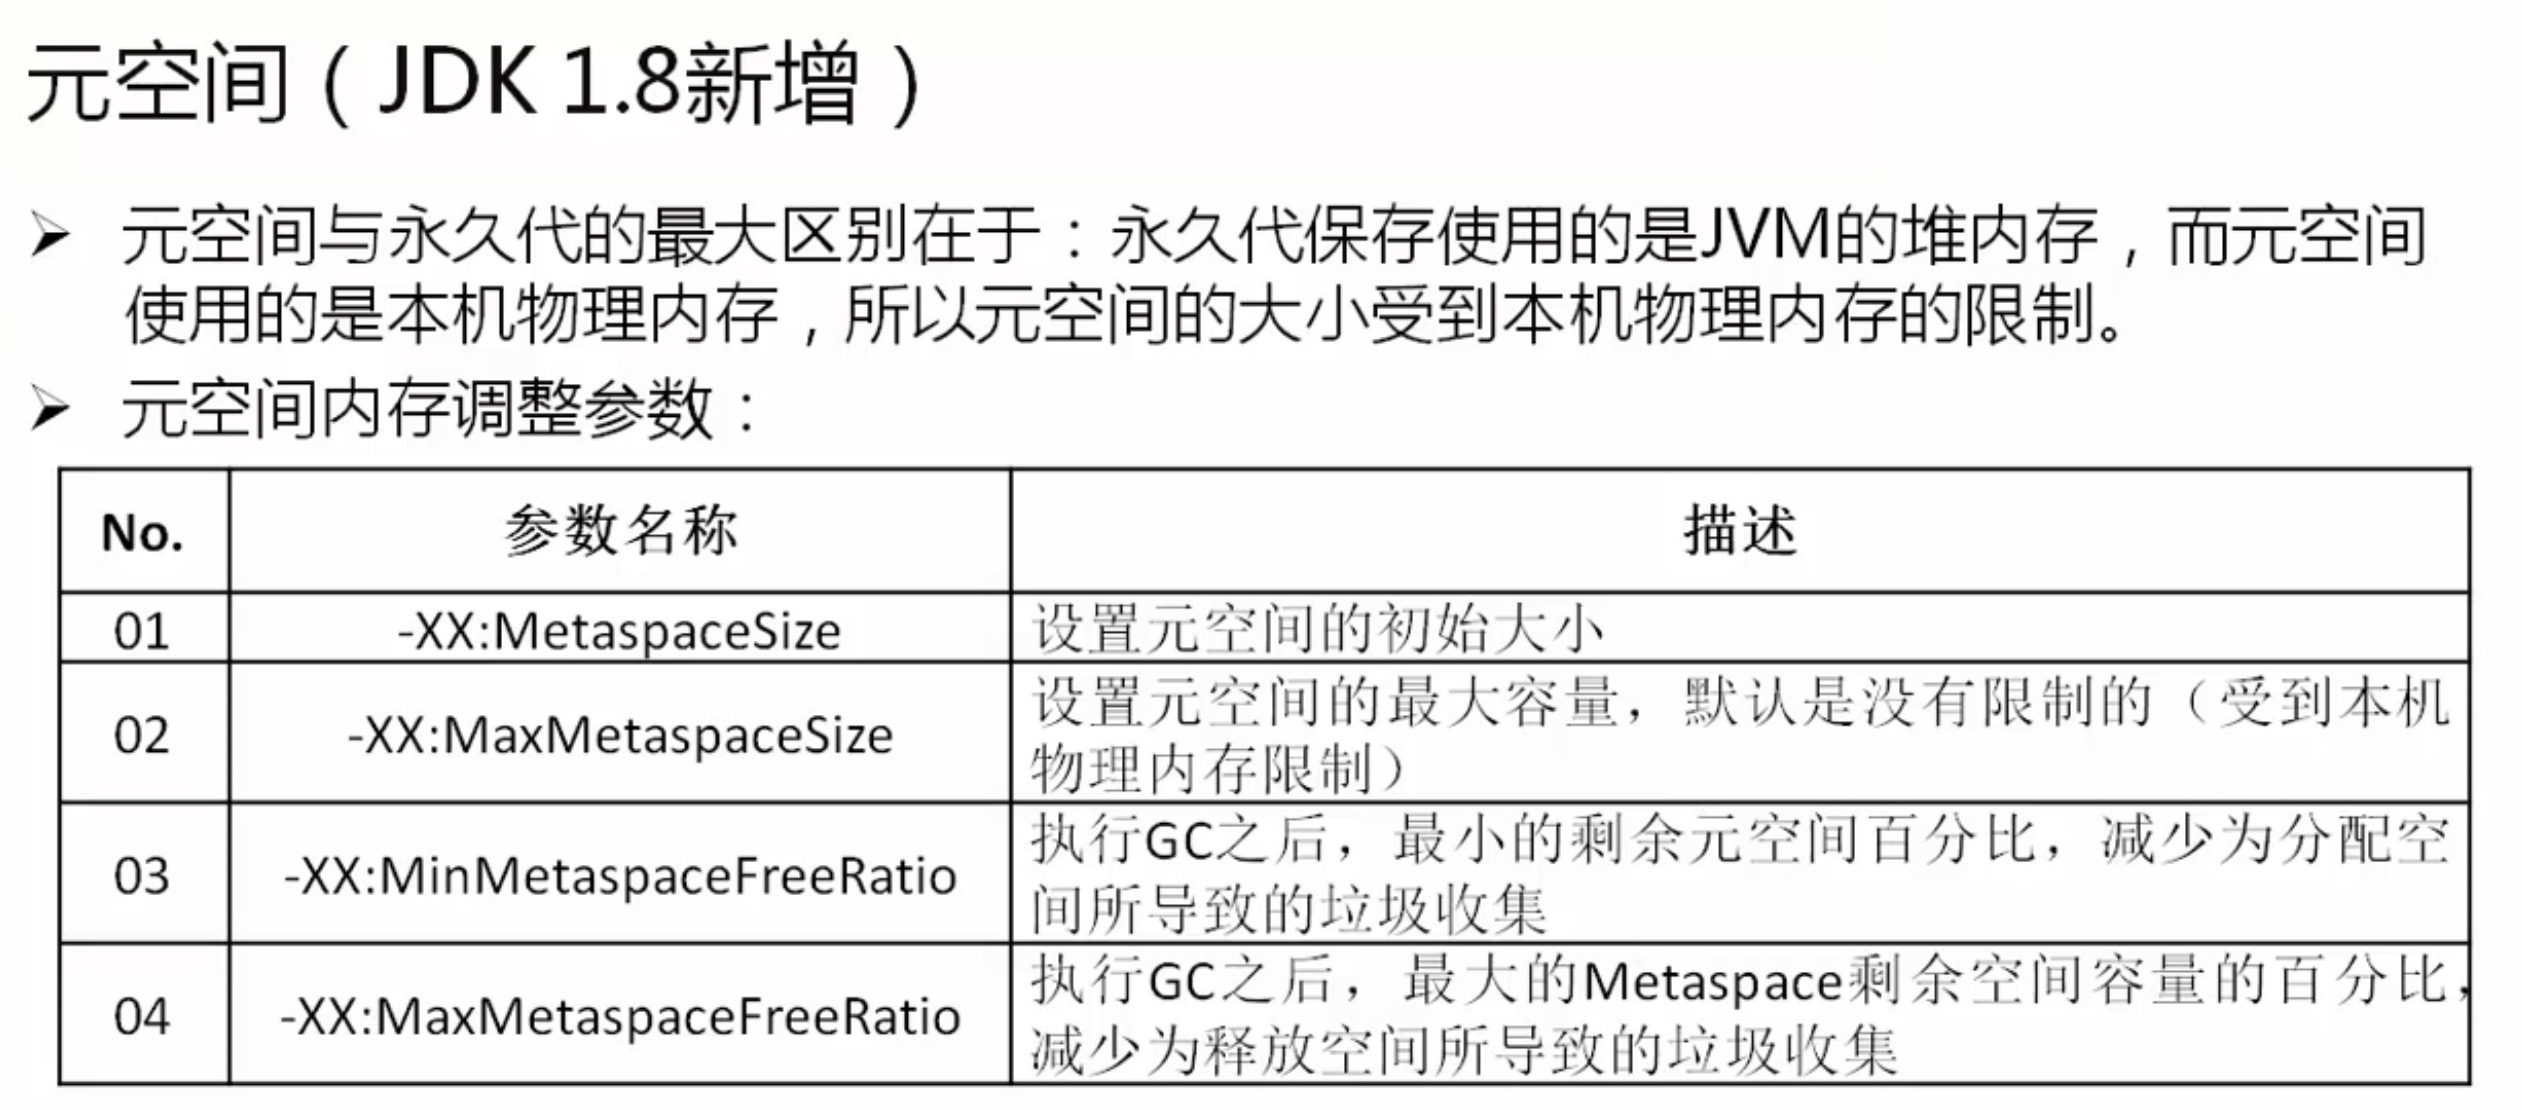 元空间（JDK 1.8新增）
➢ 元空间与永久代的最大区别在于：永久代保存使用的是JVM的堆内存，而元空间
使用的是本机物理内存，所以元空间的大小受到本机物理内存的限制。
➢ 元空间内存调整参数：
No. 参数名称 描述
01 -XX:MetaspaceSize 设置元空间的初始大小
02 -XX:MaxMetaspaceSize 设置元空间的最大容量，默认是没有限制的（受到本机
物理内存限制）
03 -XX:MinMetaspaceFreeRatio 执行GC之后，最小的剩余元空间百分比，减少为分配空
间所导致的垃圾收集
04 -XX:MaxMetaspaceFreeRatio 执行GC之后，最大的Metaspace剩余空间容量的百分比，
减少为释放空间所导致的垃圾收集